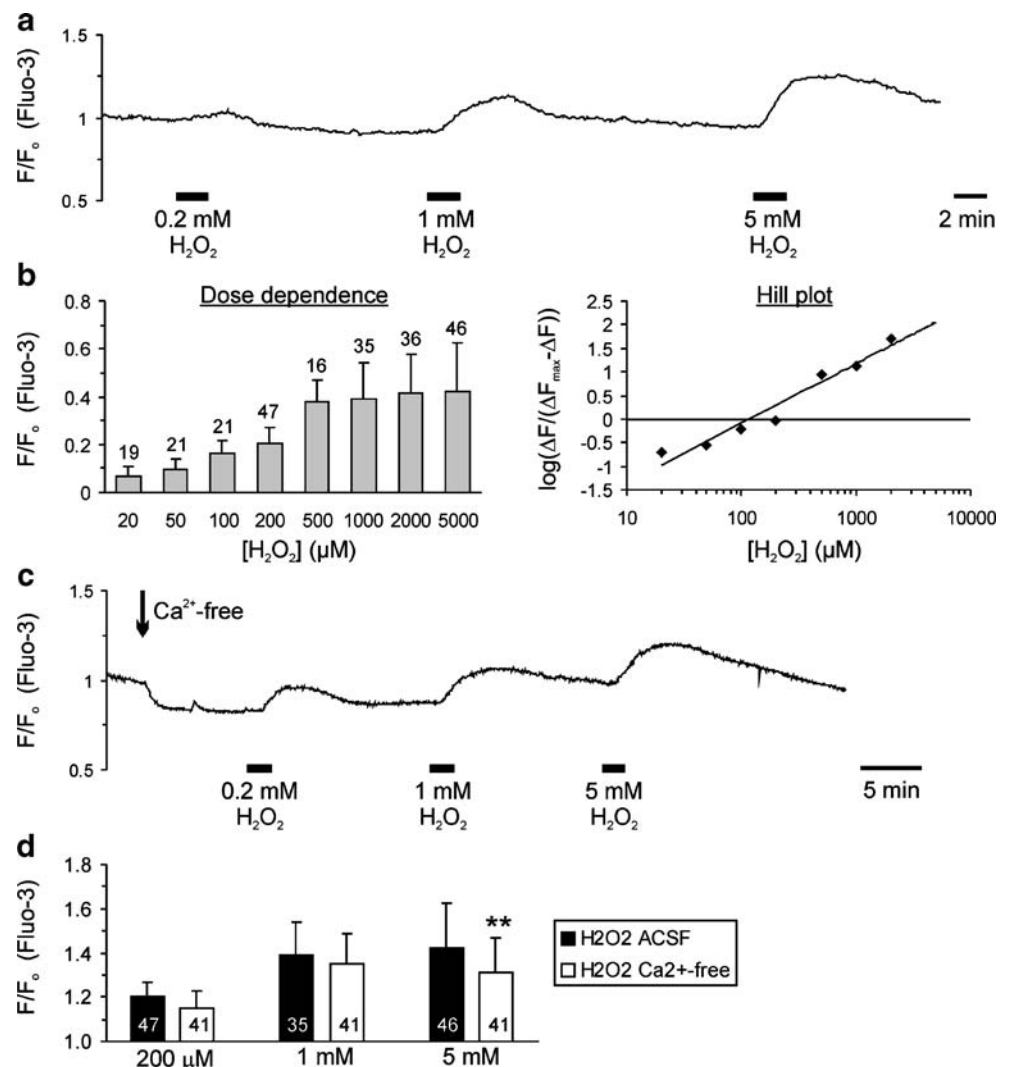 a
F/F₀ (Fluo-3)
1.5
1
0.5
0.2 mM
H₂O₂
1 mM
H₂O₂
5 mM
H₂O₂
2 min
b
Dose dependence
F/F₀ (Fluo-3)
0.8
0.6
0.4
0.2
0
19
21
21
47
16
35
36
46
20 50 100 200 500 1000 2000 5000
[H₂O₂] (µM)
Hill plot
log(ΔF/(ΔFmax-ΔF))
2.5
2
1.5
1
0.5
0
-0.5
-1
-1.5
10 100 1000 10000
[H₂O₂] (µM)
c
F/F₀ (Fluo-3)
1.5
1
0.5
Ca²⁺-free
0.2 mM
H₂O₂
1 mM
H₂O₂
5 mM
H₂O₂
5 min
d
F/F₀ (Fluo-3)
1.8
1.6
1.4
1.2
1.0
47 41 35 41 46 41
**
200 µM 1 mM 5 mM
H2O2 ACSF
H2O2 Ca2+-free